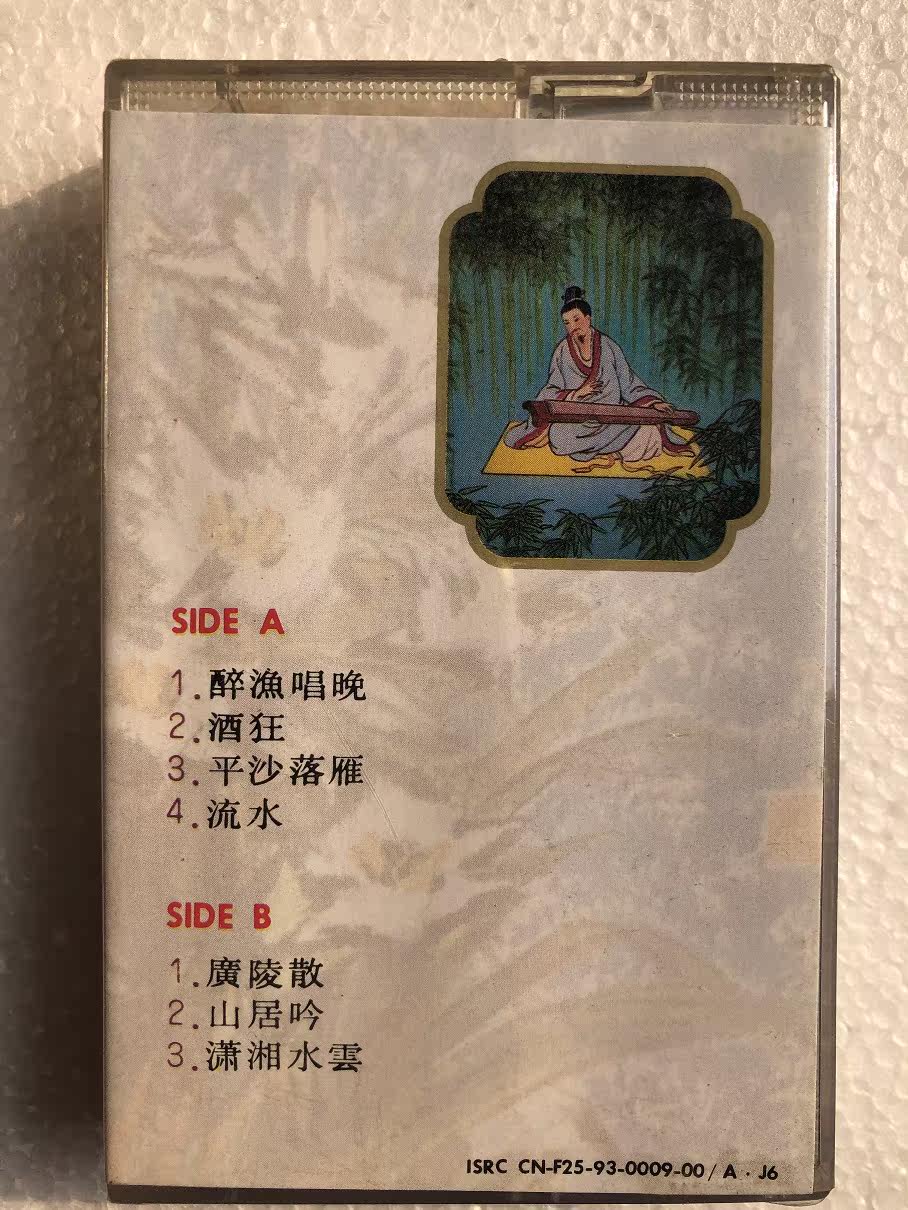 SIDE A
1.醉漁唱晚
2.酒狂
3.平沙落雁
4.流水
SIDE B
1.廣陵散
2.山居吟
3.瀟湘水雲
ISRC CN-F25-93-0009-00/A·J6